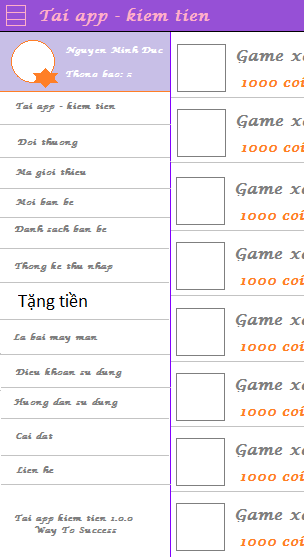 Tai app - kiem tien
Nguyen Minh Duc
Thong bao: 5
Tai app - kiem tien
Doi thuong
Ma gioi thieu
Moi ban be
Danh sach ban be
Thong ke thu nhap
Tặng tiền
La bai may man
Dieu khoan su dung
Huong dan su dung
Cai dat
Lien he
Tai app kiem tien 1.0.0
Way To Success
Game xe
1000 coi
Game xe
1000 coi
Game xe
1000 coi
Game xe
1000 coi
Game xe
1000 coi
Game xe
1000 coi
Game xe
1000 coi
Game xe
1000 coi